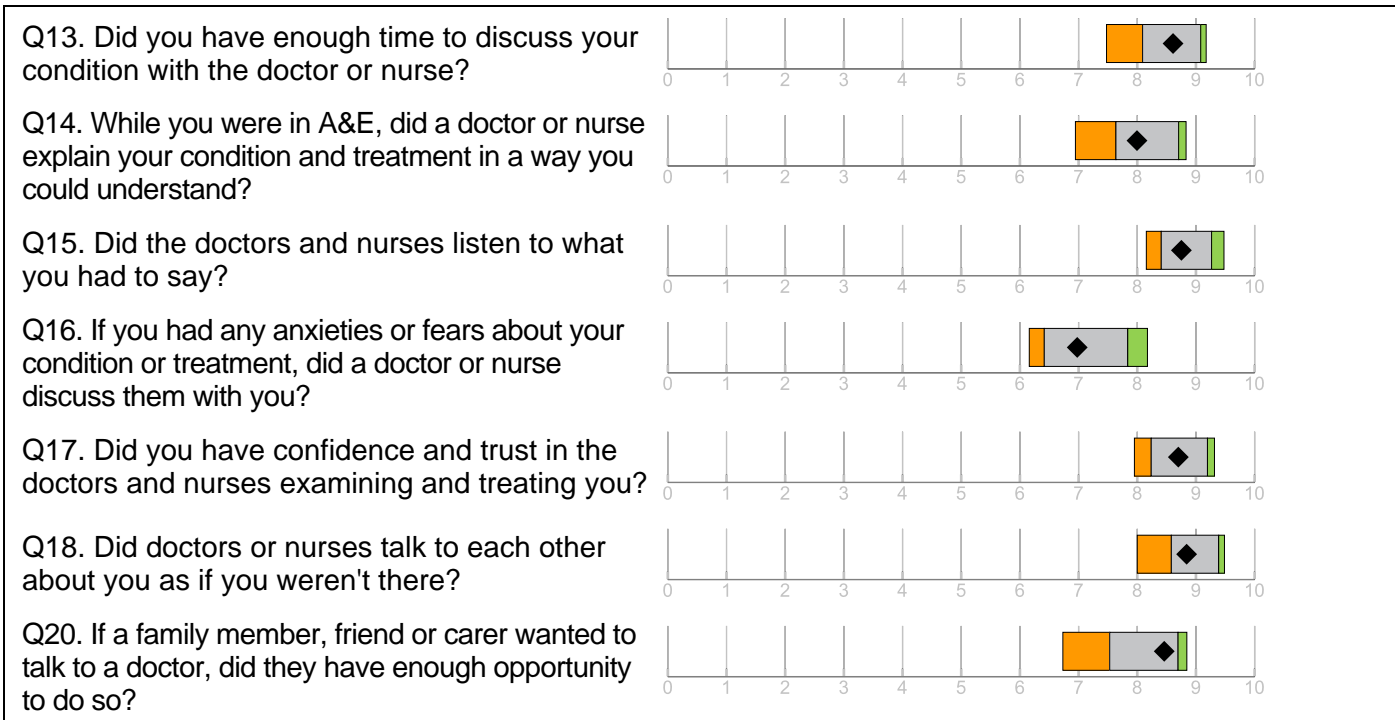 Q13. Did you have enough time to discuss your
condition with the doctor or nurse?
0 1 2 3 4 5 6 7 8 9 10
Q14. While you were in A&E, did a doctor or nurse
explain your condition and treatment in a way you
could understand?
0 1 2 3 4 5 6 7 8 9 10
Q15. Did the doctors and nurses listen to what
you had to say?
0 1 2 3 4 5 6 7 8 9 10
Q16. If you had any anxieties or fears about your
condition or treatment, did a doctor or nurse
discuss them with you?
0 1 2 3 4 5 6 7 8 9 10
Q17. Did you have confidence and trust in the
doctors and nurses examining and treating you?
0 1 2 3 4 5 6 7 8 9 10
Q18. Did doctors or nurses talk to each other
about you as if you weren't there?
0 1 2 3 4 5 6 7 8 9 10
Q20. If a family member, friend or carer wanted to
talk to a doctor, did they have enough opportunity
to do so?
0 1 2 3 4 5 6 7 8 9 10